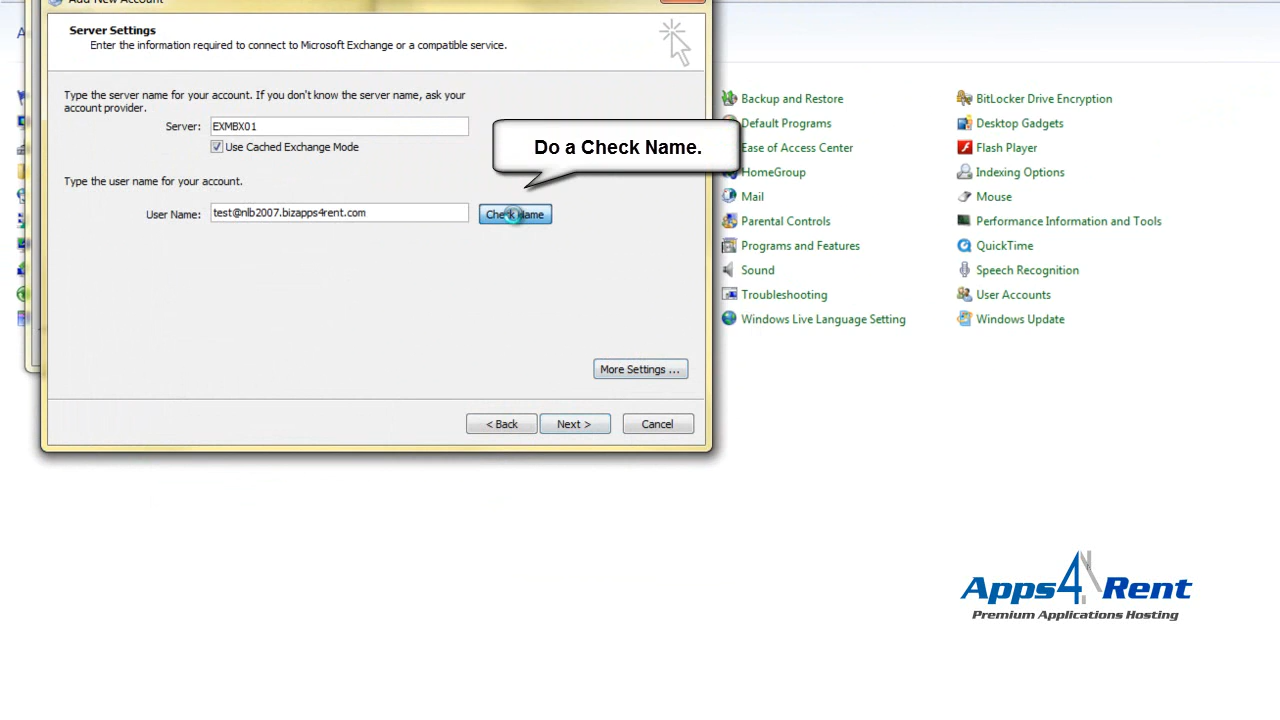 Add New Account
Server Settings
Enter the information required to connect to Microsoft Exchange or a compatible service.
Type the server name for your account. If you don't know the server name, ask your
account provider.
Server: EXMBX01
Use Cached Exchange Mode
Do a Check Name.
Type the user name for your account.
User Name: test@nlb2007.bizapps4rent.com
Check Name
More Settings ...
< Back
Next >
Cancel
Backup and Restore
Default Programs
Ease of Access Center
HomeGroup
Mail
Parental Controls
Programs and Features
Sound
Troubleshooting
Windows Live Language Setting
BitLocker Drive Encryption
Desktop Gadgets
Flash Player
Indexing Options
Mouse
Performance Information and Tools
QuickTime
Speech Recognition
User Accounts
Windows Update
Apps4Rent
Premium Applications Hosting